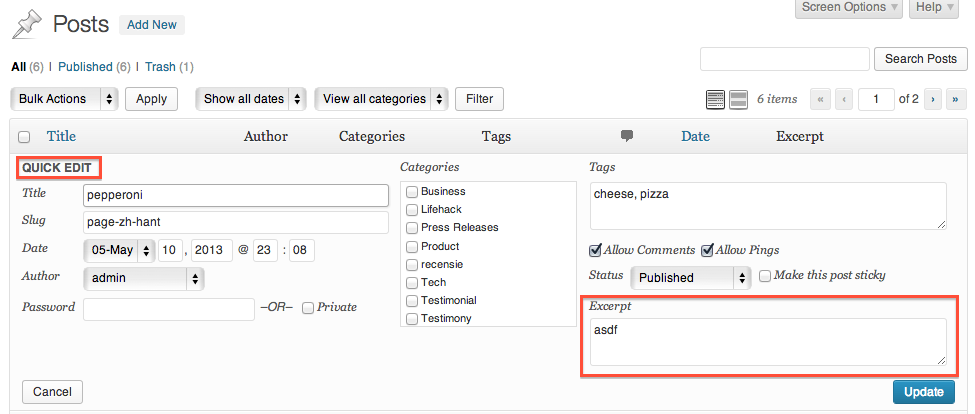 Posts Add New Screen Options Help
All (6) | Published (6) | Trash (1)
Search Posts
Bulk Actions Apply Show all dates View all categories Filter 6 items « ‹ 1 of 2 › »
Title Author Categories Tags Date Excerpt
QUICK EDIT
Title pepperoni
Slug page-zh-hant
Date 05-May 10 , 2013 @ 23 : 08
Author admin
Password –OR– Private
Categories
Business
Lifehack
Press Releases
Product
recensie
Tech
Testimonial
Testimony
Tags
cheese, pizza
Allow Comments Allow Pings
Status Published Make this post sticky
Excerpt
asdf
Cancel Update